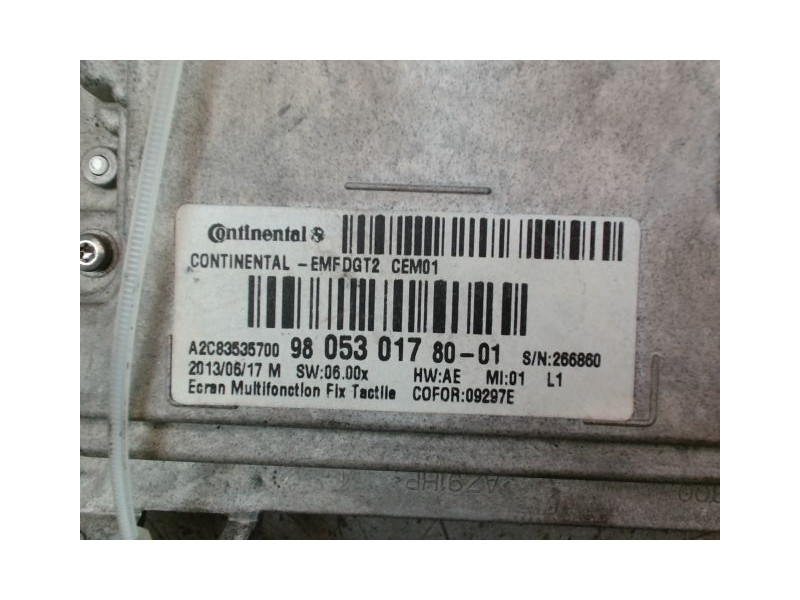 Continental
CONTINENTAL -EMFDGT2 CEM01
A2C83535700 98 053 017 80-01 S/N:266860
2013/06/17 M SW:06.00x HW:AE MI:01 L1
Ecran Multifonction Fix Tactile COFOR:09297E